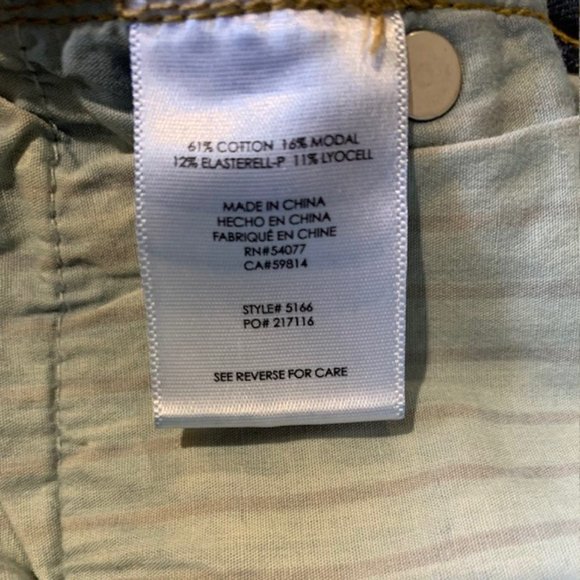 61% COTTON 16% MODAL
12% ELASTERELL-P 11% LYOCELL
MADE IN CHINA
HECHO EN CHINA
FABRIQUÉ EN CHINE
RN#54077
CA#59814
STYLE# 5166
PO# 217116
SEE REVERSE FOR CARE